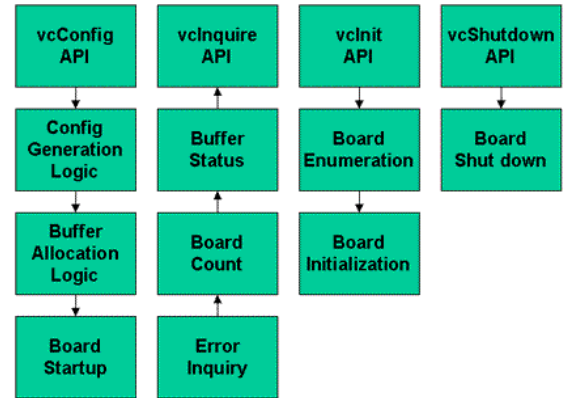 vcConfig
API
vcInquire
API
vcInit
API
vcShutdown
API
Config
Generation
Logic
Buffer
Status
Board
Enumeration
Board
Shut down
Buffer
Allocation
Logic
Board
Count
Board
Initialization
Board
Startup
Error
Inquiry